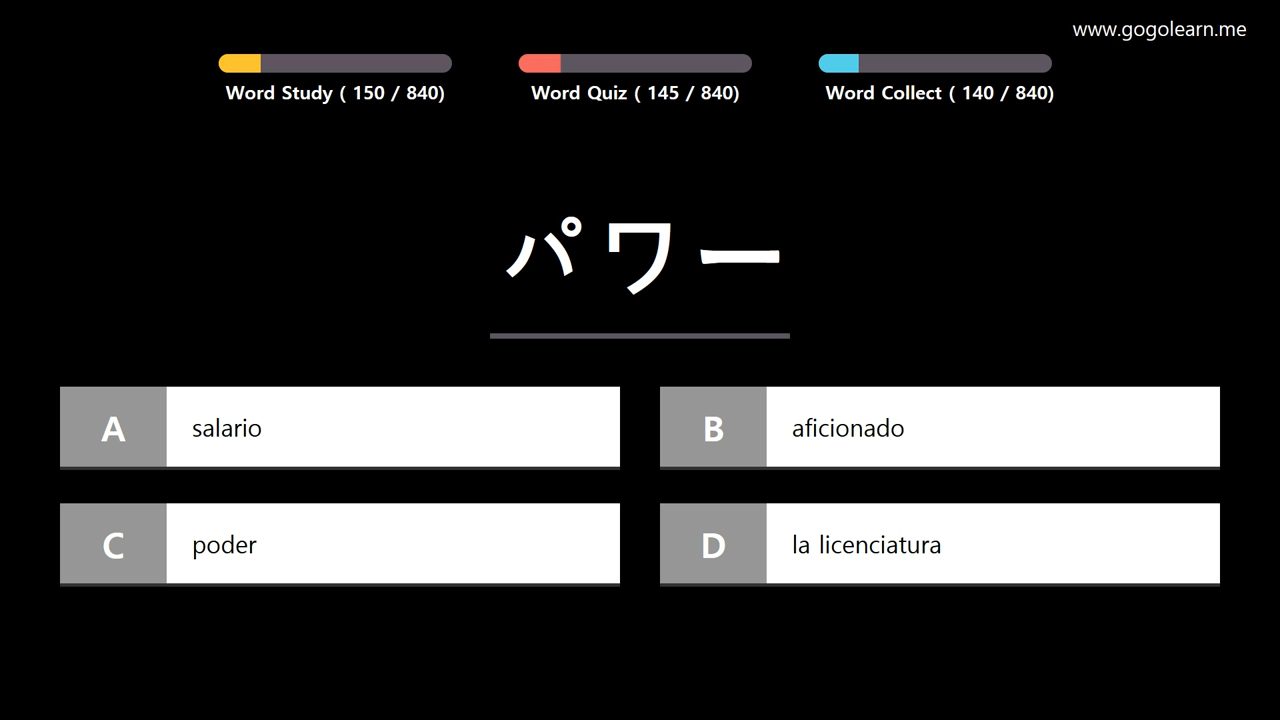 www.gogolearn.me
Word Study ( 150 / 840)
Word Quiz ( 145 / 840)
Word Collect ( 140 / 840)
パワー
A salario
B aficionado
C poder
D la licenciatura